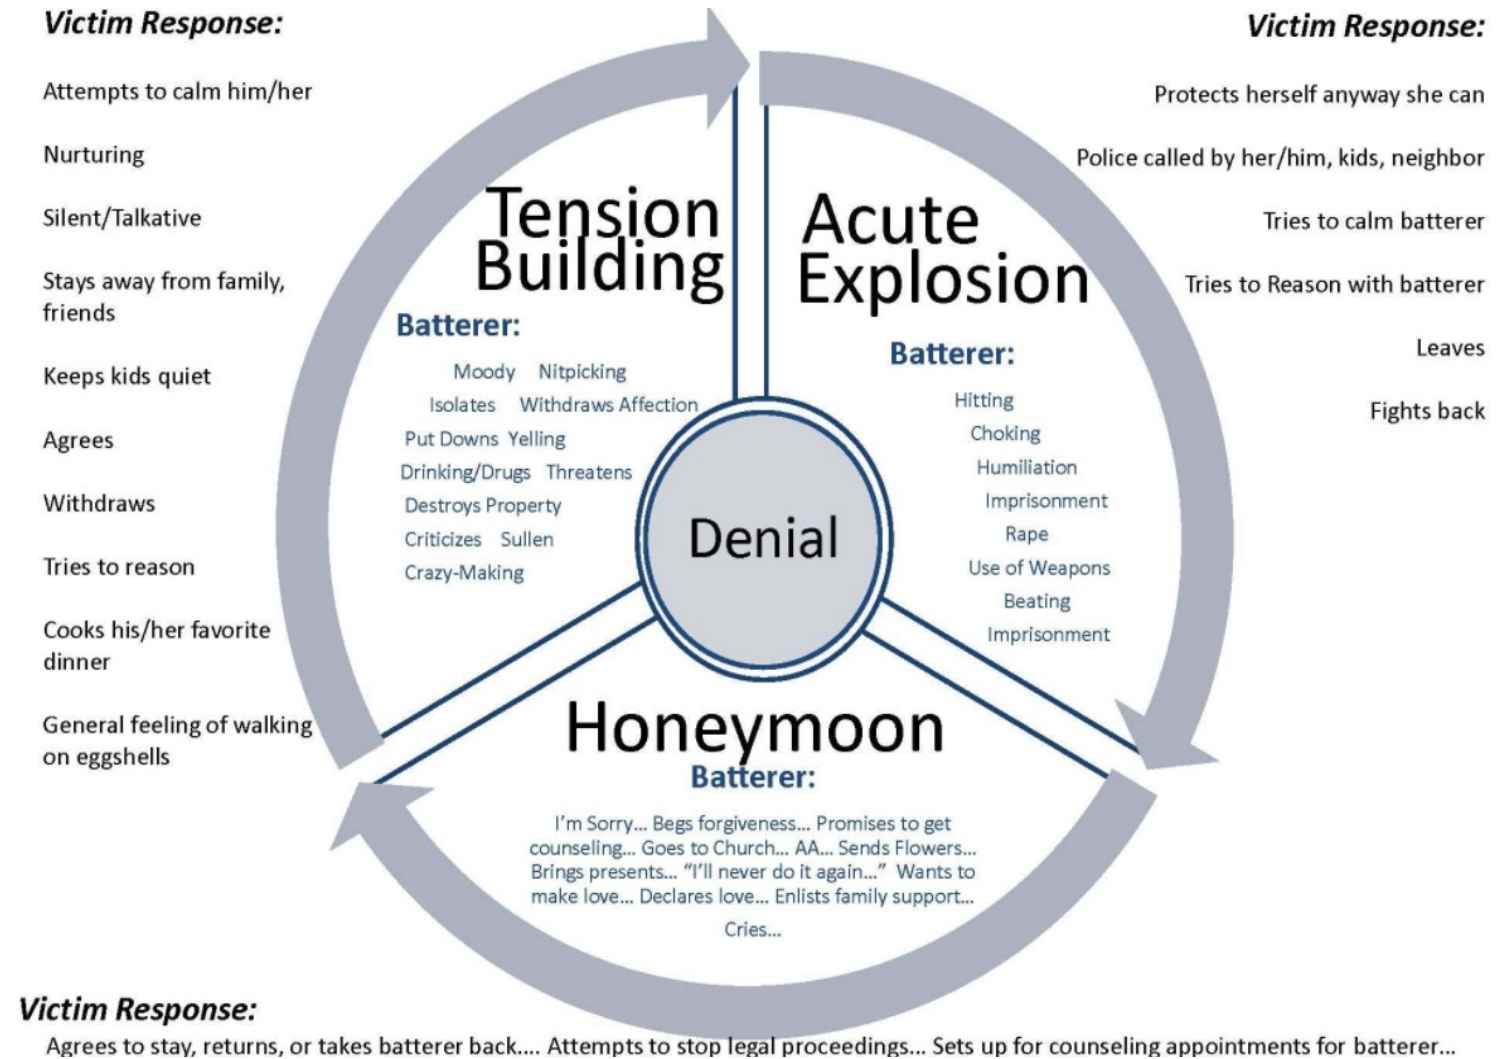 Victim Response:
Attempts to calm him/her
Nurturing
Silent/Talkative
Stays away from family,
friends
Keeps kids quiet
Agrees
Withdraws
Tries to reason
Cooks his/her favorite
dinner
General feeling of walking
on eggshells
Tension
Building
Batterer:
Moody Nitpicking
Isolates Withdraws Affection
Put Downs Yelling
Drinking/Drugs Threatens
Destroys Property
Criticizes Sullen
Crazy-Making
Acute
Explosion
Batterer:
Hitting
Choking
Humiliation
Imprisonment
Rape
Use of Weapons
Beating
Imprisonment
Victim Response:
Protects herself anyway she can
Police called by her/him, kids, neighbor
Tries to calm batterer
Tries to Reason with batterer
Leaves
Fights back
Denial
Honeymoon
Batterer:
I'm Sorry... Begs forgiveness... Promises to get
counseling... Goes to Church... AA... Sends Flowers...
Brings presents... “I'll never do it again...” Wants to
make love... Declares love... Enlists family support...
Cries...
Victim Response:
Agrees to stay, returns, or takes batterer back.... Attempts to stop legal proceedings... Sets up for counseling appointments for batterer...